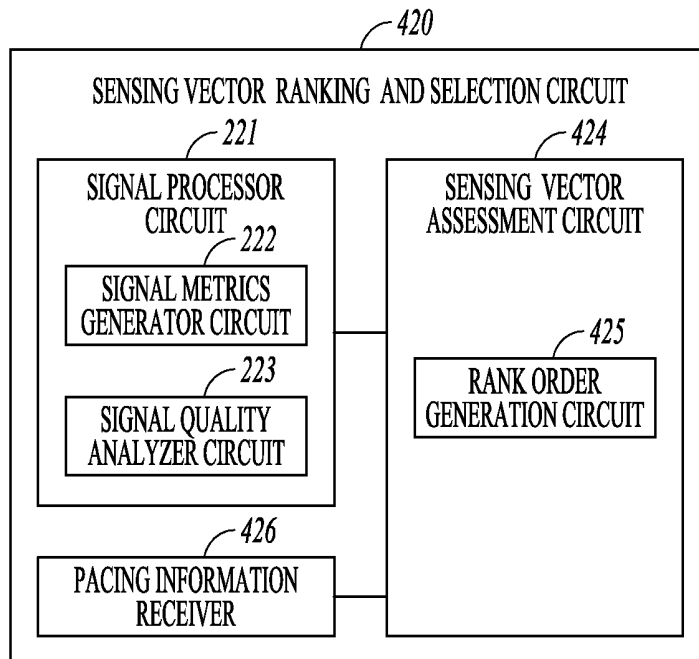 420
SENSING VECTOR RANKING AND SELECTION CIRCUIT
221
SIGNAL PROCESSOR
CIRCUIT
222
SIGNAL METRICS
GENERATOR CIRCUIT
223
SIGNAL QUALITY
ANALYZER CIRCUIT
424
SENSING VECTOR
ASSESSMENT CIRCUIT
425
RANK ORDER
GENERATION CIRCUIT
426
PACING INFORMATION
RECEIVER